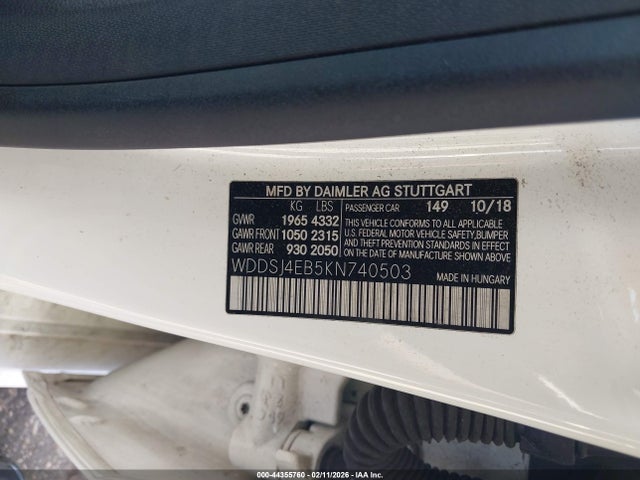 MFD BY DAIMLER AG STUTTGART
KG LBS PASSENGER CAR 149 10/18
GVWR 1965 4332
GAWR FRONT 1050 2315
GAWR REAR 930 2050
THIS VEHICLE CONFORMS TO ALL APPLICABLE
U.S. FEDERAL MOTOR VEHICLE SAFETY, BUMPER
AND THEFT PREVENTION STANDARDS IN EFFECT
ON THE DATE OF MANUFACTURE SHOWN ABOVE.
WDDSJ4EB5KN740503
MADE IN HUNGARY
000-44355760 - 02/11/2026 - IAA Inc.